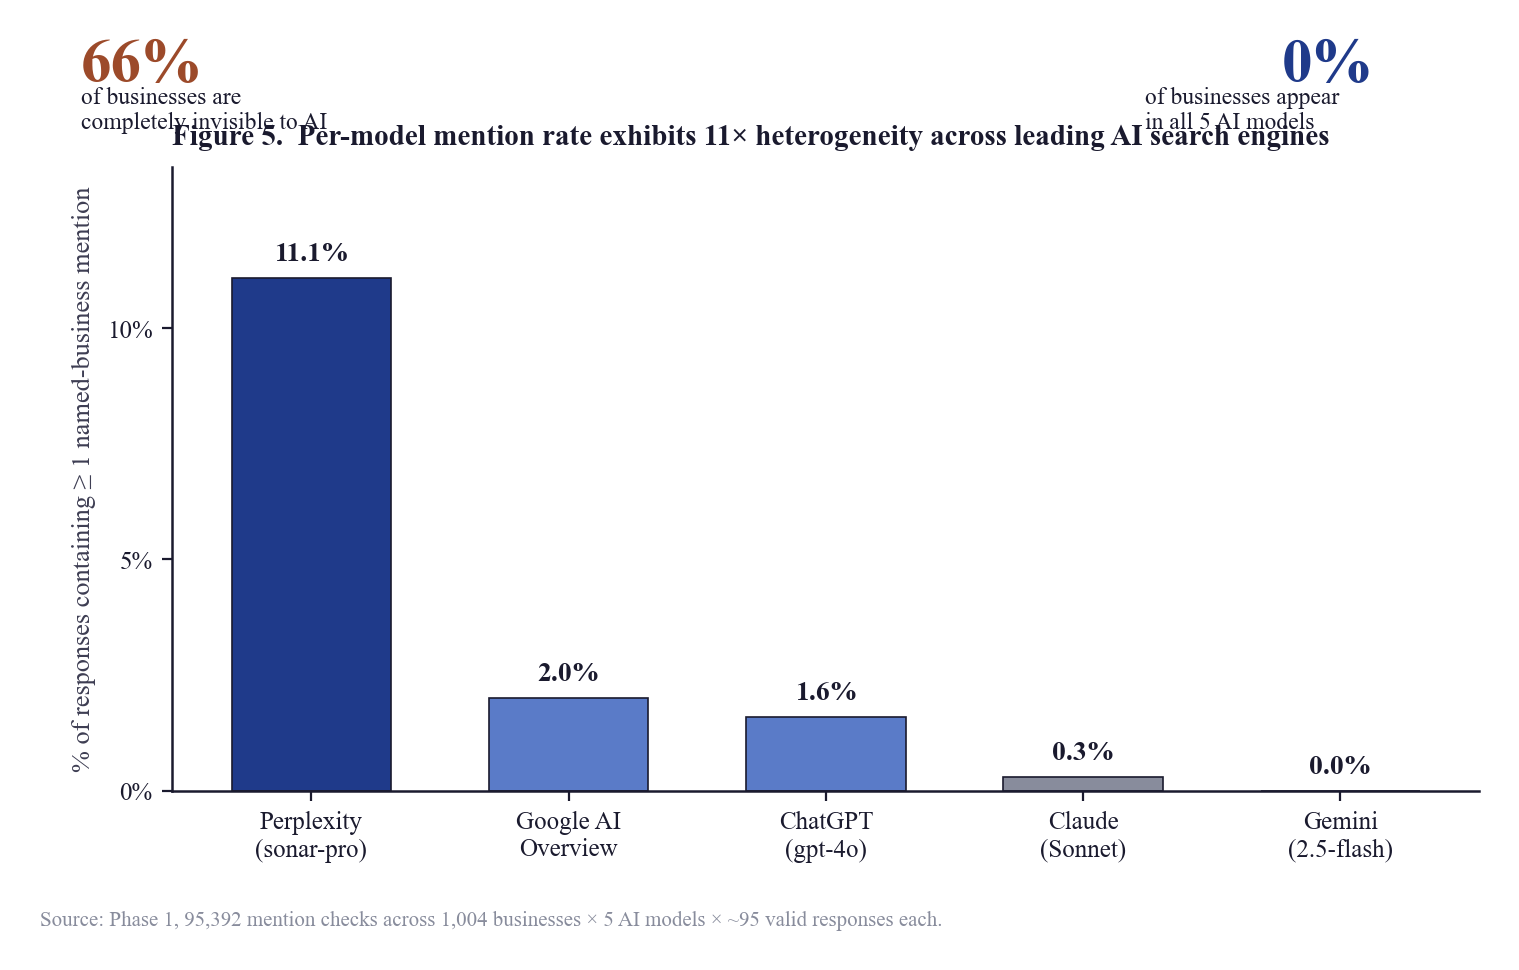 66%
of businesses are
completely invisible to AI
0%
of businesses appear
in all 5 AI models
Figure 5. Per-model mention rate exhibits 11× heterogeneity across leading AI search engines
% of responses containing ≥ 1 named-business mention
10%
5%
0%
11.1%
2.0%
1.6%
0.3%
0.0%
Perplexity
(sonar-pro)
Google AI
Overview
ChatGPT
(gpt-4o)
Claude
(Sonnet)
Gemini
(2.5-flash)
Source: Phase 1, 95,392 mention checks across 1,004 businesses × 5 AI models × ~95 valid responses each.